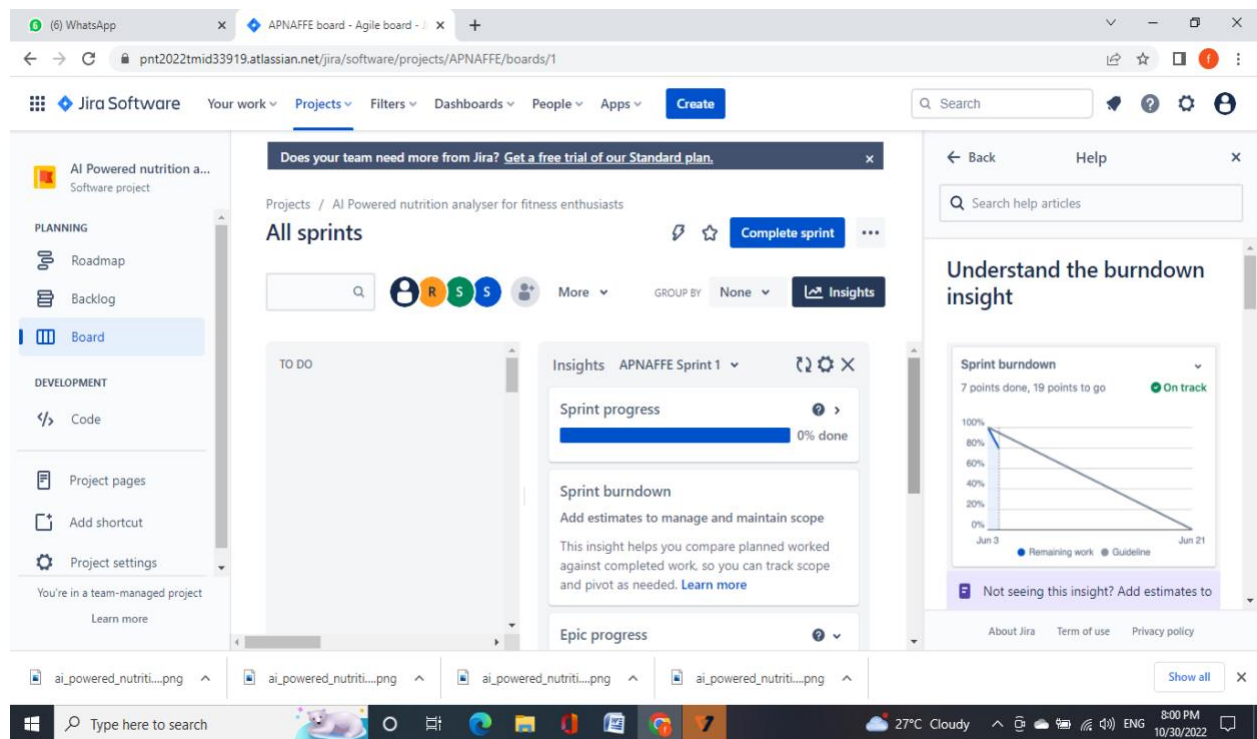 (6) WhatsApp
APNAFFE board - Agile board - J
pnt2022tmid33919.atlassian.net/jira/software/projects/APNAFFE/boards/1
f
Jira Software
Your work
Projects
Filters
Dashboards
People
Apps
Create
Search
AI Powered nutrition a...
Software project
PLANNING
Roadmap
Backlog
Board
DEVELOPMENT
Code
Project pages
Add shortcut
Project settings
You're in a team-managed project
Learn more
Does your team need more from Jira? Get a free trial of our Standard plan.
Projects / AI Powered nutrition analyser for fitness enthusiasts
All sprints
Complete sprint
R
S
S
More
GROUP BY
None
Insights
TO DO
Insights APNAFFE Sprint 1
Sprint progress
0% done
Sprint burndown
Add estimates to manage and maintain scope
This insight helps you compare planned worked
against completed work, so you can track scope
and pivot as needed. Learn more
Epic progress
Back
Help
Search help articles
Understand the burndown
insight
Sprint burndown
7 points done, 19 points to go
On track
100%
80%
60%
40%
20%
0%
Jun 3
Jun 21
Remaining work
Guideline
Not seeing this insight? Add estimates to
About Jira
Term of use
Privacy policy
ai_powered_nutriti....png
ai_powered_nutriti....png
ai_powered_nutriti....png
ai_powered_nutriti....png
Show all
Type here to search
27°C Cloudy
ENG
8:00 PM
10/30/2022